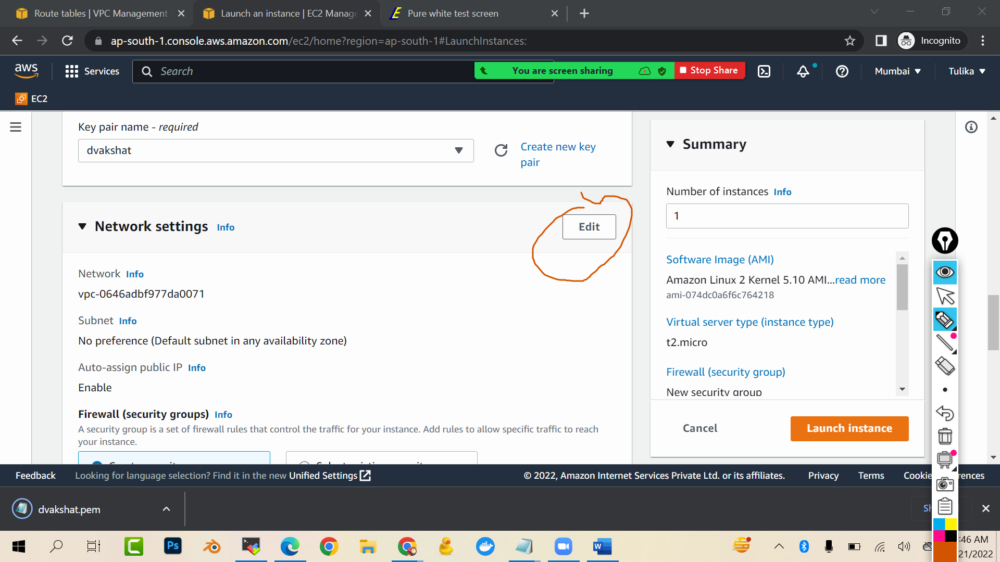 Route tables | VPC Management
Launch an instance | EC2 Manage
Pure white test screen
ap-south-1.console.aws.amazon.com/ec2/home?region=ap-south-1#LaunchInstances:
Incognito
aws
Services
Search
You are screen sharing
Stop Share
Mumbai
Tulika
EC2
Key pair name - required
dvakshat
Create new key
pair
Network settings Info
Edit
Network Info
vpc-0646adbf977da0071
Subnet Info
No preference (Default subnet in any availability zone)
Auto-assign public IP Info
Enable
Firewall (security groups) Info
A security group is a set of firewall rules that control the traffic for your instance. Add rules to allow specific traffic to reach
your instance.
Summary
Number of instances Info
1
Software Image (AMI)
Amazon Linux 2 Kernel 5.10 AMI...read more
ami-074dc0a6f6c764218
Virtual server type (instance type)
t2.micro
Firewall (security group)
New security group
Cancel
Launch instance
Feedback
Looking for language selection? Find it in the new Unified Settings
© 2022, Amazon Internet Services Private Ltd. or its affiliates.
Privacy
Terms
Cookie
rences
dvakshat.pem
Sh
Ps
W
:46 AM
21/2022